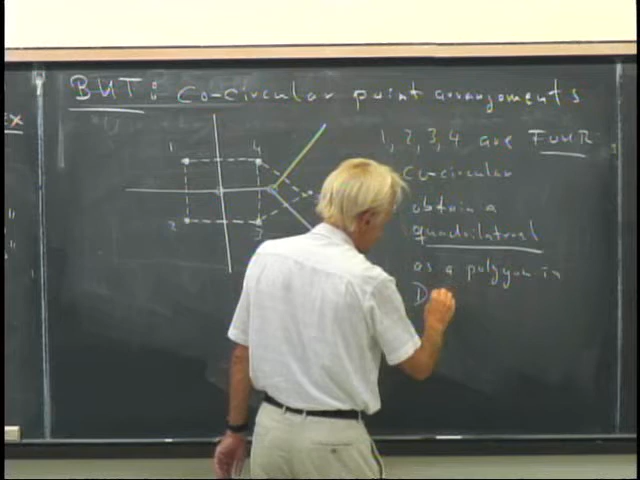 BUT: Co-circular point arrangements
1, 2, 3, 4 are FOUR
Co-circular
obtain a
quadrilateral
as a polygon in
D
1
4
2
3